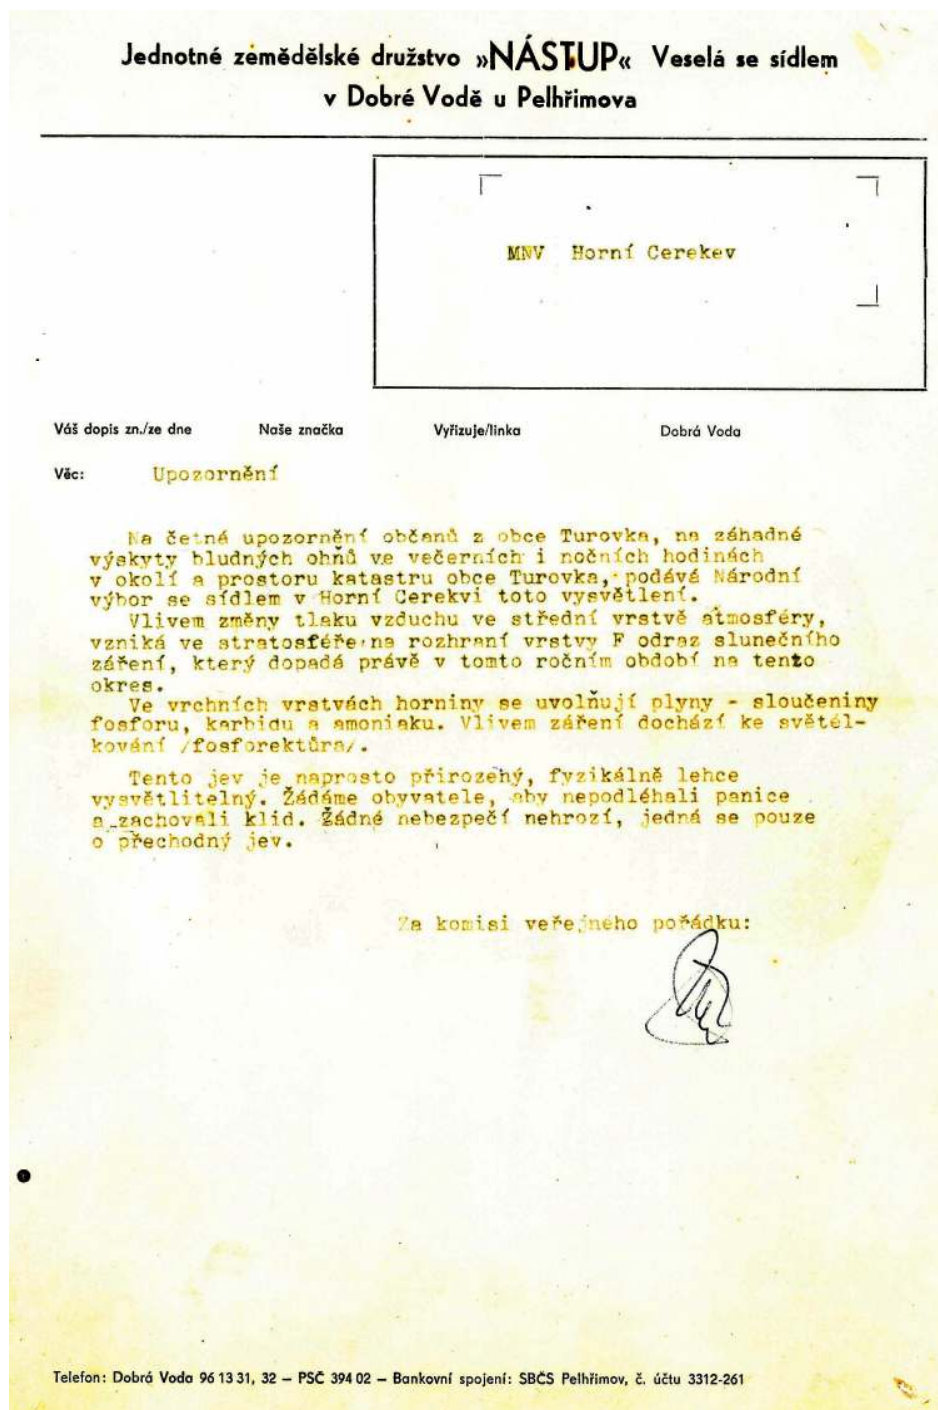 Jednotné zemědělské družstvo »NÁSTUP« Veselá se sídlem
v Dobré Vodě u Pelhřimova
MNV Horní Cerekev
Váš dopis zn./ze dne Naše značka Vyřizuje/linka Dobrá Voda
Věc: Upozornění
Na četné upozornění občanů z obce Turovka, na záhadné
výskyty bludných ohňů ve večerních i nočních hodinách
v okolí a prostoru katastru obce Turovka, podává Národní
výbor se sídlem v Horní Cerekvi toto vysvětlení.
Vlivem změny tlaku vzduchu ve střední vrstvě atmosféry,
vzniká ve stratosféře na rozhraní vrstvy F odraz slunečního
záření, který dopadá právě v tomto ročním období na tento
okres.
Ve vrchních vrstvách horniny se uvolňují plyny - sloučeniny
fosforu, karbidu a amoniaku. Vlivem záření dochází ke světél-
kování /fosforektůra/.
Tento jev je naprosto přirozený, fyzikálně lehce
vysvětlitelný. Žádáme obyvatele, aby nepodléhali panice
a zachovali klid. Žádné nebezpečí nehrozí, jedná se pouze
o přechodný jev.
Za komisi veřejného pořádku:
Telefon: Dobrá Voda 96 13 31, 32 – PSČ 394 02 – Bankovní spojení: SBČS Pelhřimov, č. účtu 3312-261